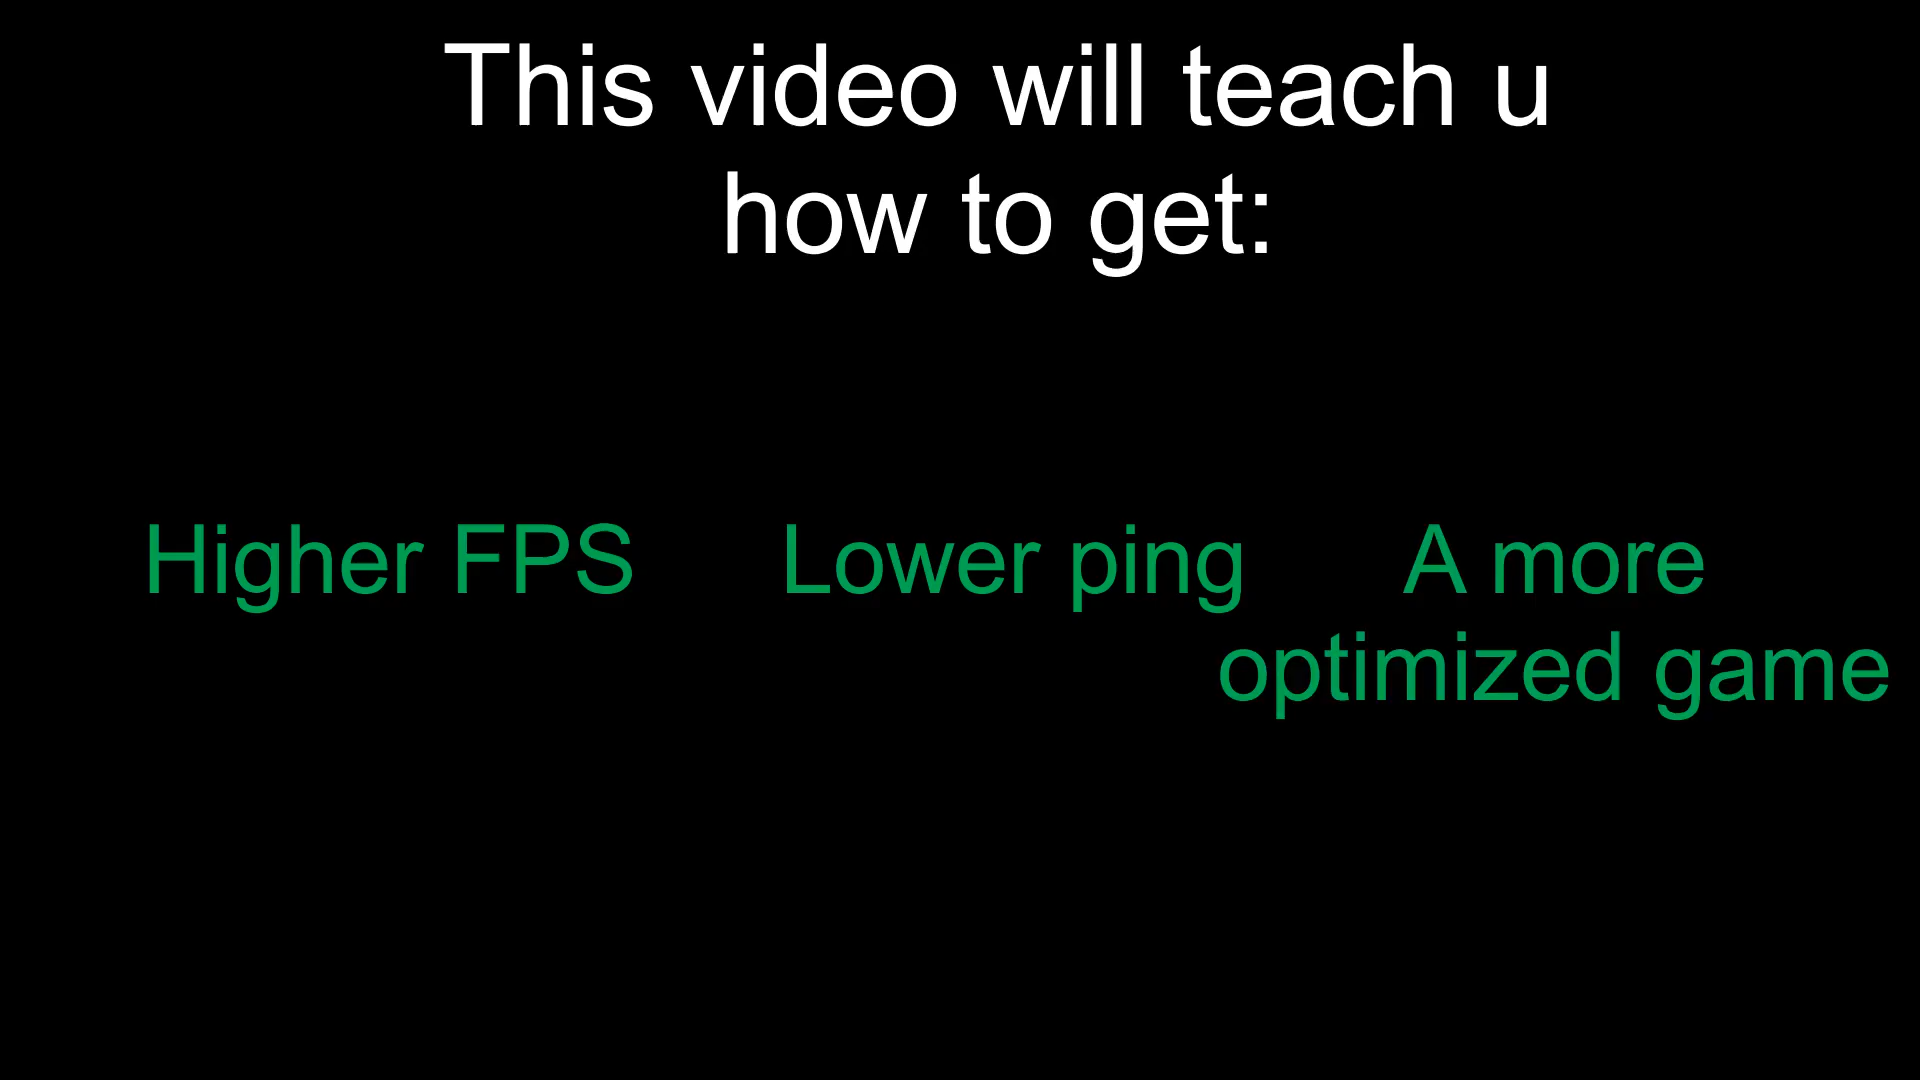 This video will teach u
how to get:
Higher FPS
Lower ping
A more
optimized game